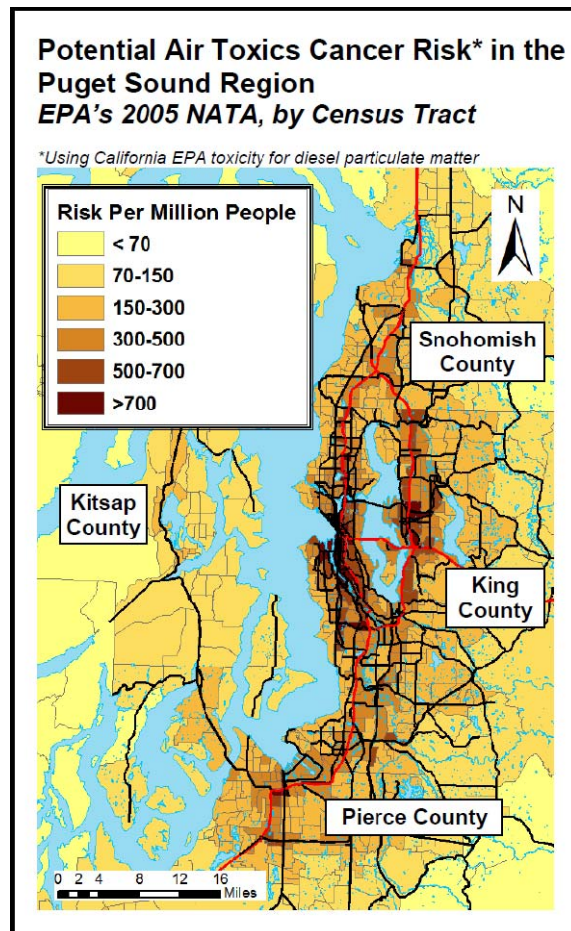 Potential Air Toxics Cancer Risk* in the
Puget Sound Region
EPA's 2005 NATA, by Census Tract
*Using California EPA toxicity for diesel particulate matter
Risk Per Million People
< 70
70-150
150-300
300-500
500-700
>700
N
Snohomish
County
Kitsap
County
King
County
Pierce County
0 2 4 8 12 16
Miles